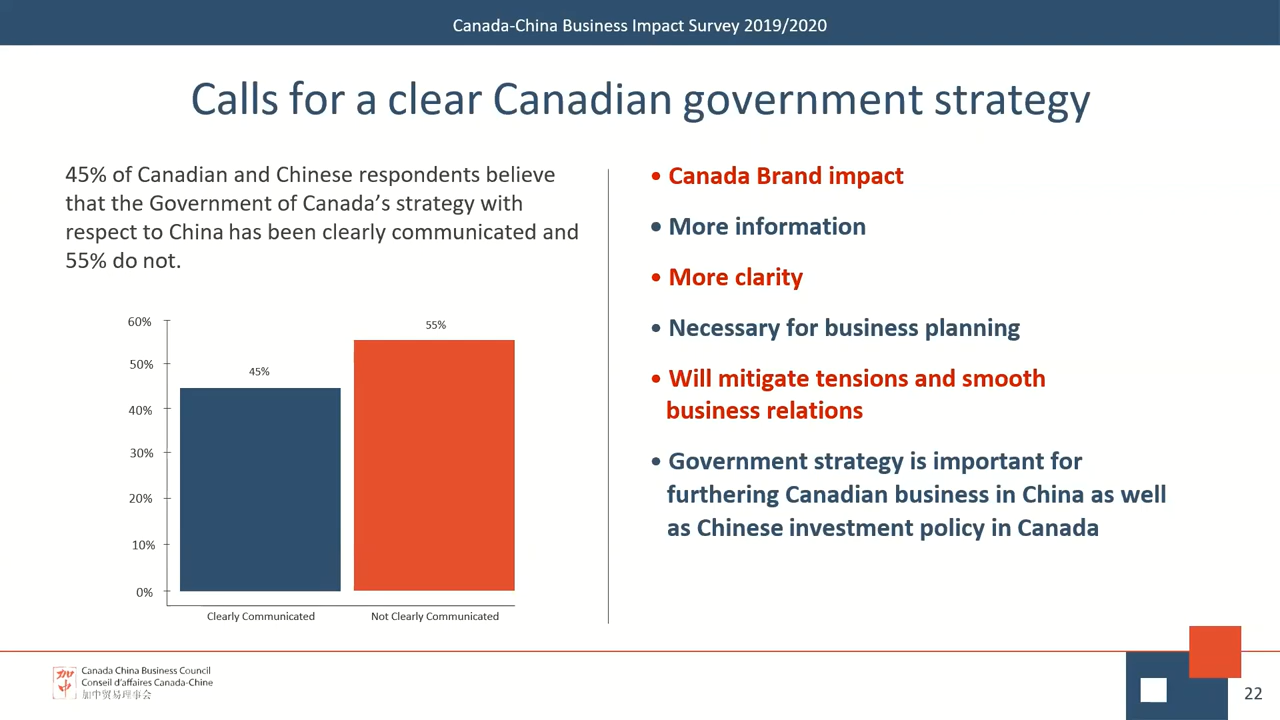 Canada-China Business Impact Survey 2019/2020
Calls for a clear Canadian government strategy
45% of Canadian and Chinese respondents believe
that the Government of Canada’s strategy with
respect to China has been clearly communicated and
55% do not.
60%
50%
40%
30%
20%
10%
0%
45%
55%
Clearly Communicated
Not Clearly Communicated
• Canada Brand impact
• More information
• More clarity
• Necessary for business planning
• Will mitigate tensions and smooth
business relations
• Government strategy is important for
furthering Canadian business in China as well
as Chinese investment policy in Canada
加中
Canada China Business Council
Conseil d’affaires Canada-Chine
加中贸易理事会
22